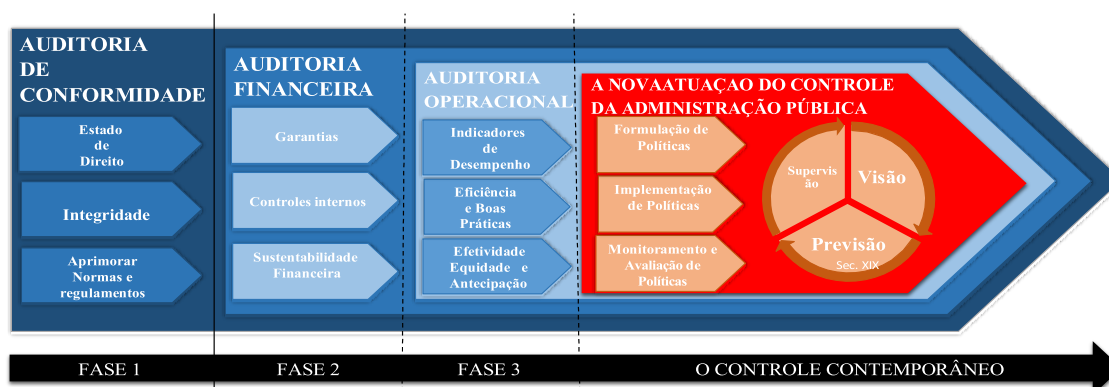 AUDITORIA
DE
CONFORMIDADE
Estado
de
Direito
Integridade
Aprimorar
Normas e
regulamentos
AUDITORIA
FINANCEIRA
Garantias
Controles internos
Sustentabilidade
Financeira
AUDITORIA
OPERACIONAL
Indicadores
de
Desempenho
Eficiência
e Boas
Práticas
Efetividade
Equidade e
Antecipação
A NOVAATUAÇAO DO CONTROLE
DA ADMINISTRAÇÃO PÚBLICA
Formulação de
Políticas
Implementação
de Políticas
Monitoramento e
Avaliação de
Políticas
Supervis
ão
Visão
Previsão
Sec. XIX
FASE 1
FASE 2
FASE 3
O CONTROLE CONTEMPORÂNEO